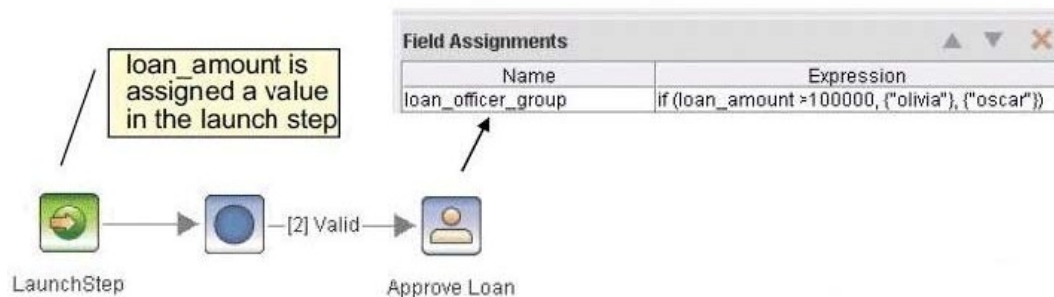 loan_amount is
assigned a value
in the launch step
Field Assignments
Name Expression
loan_officer_group if (loan_amount >100000, {"olivia"}, {"oscar"})
[2] Valid
LaunchStep
Approve Loan